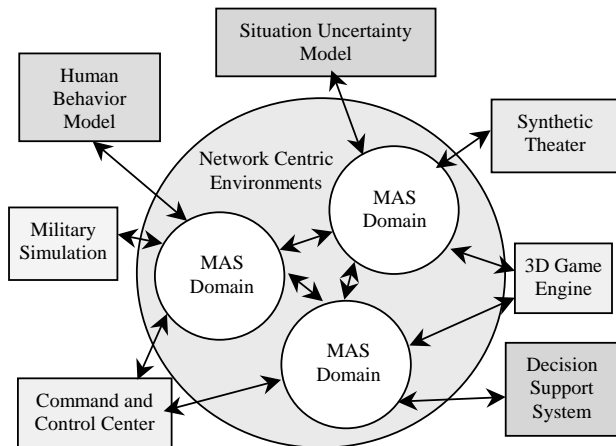 Situation Uncertainty
Model
Human
Behavior
Model
Synthetic
Theater
Network Centric
Environments
MAS
Domain
Military
Simulation
MAS
Domain
3D Game
Engine
MAS
Domain
Decision
Support
System
Command and
Control Center